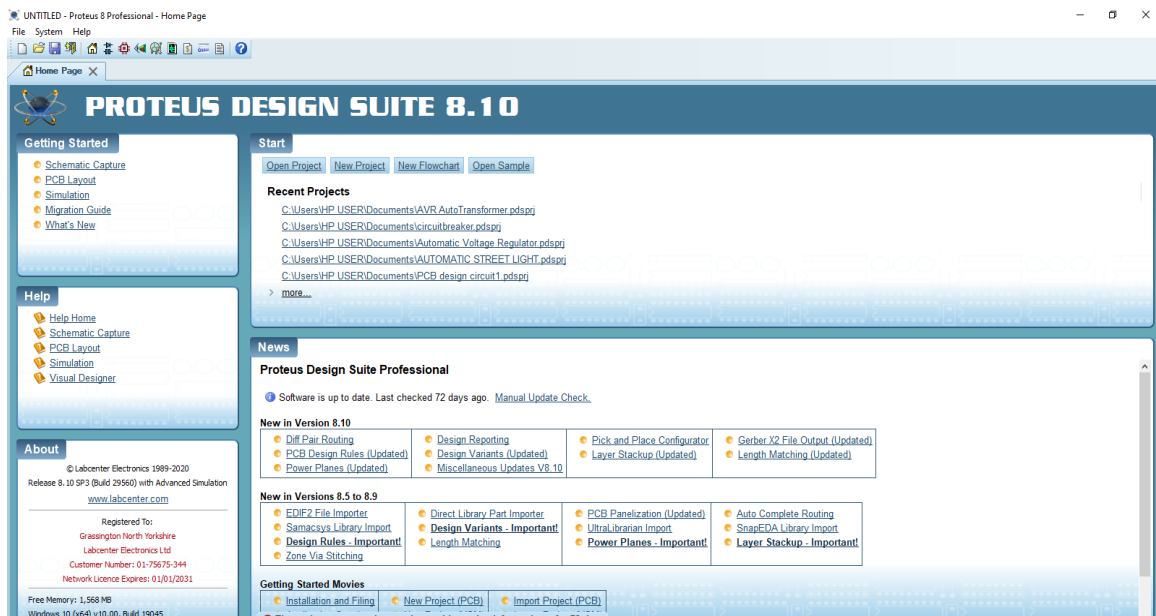 UNTITLED - Proteus 8 Professional - Home Page
File System Help
Home Page
PROTEUS DESIGN SUITE 8.10
Getting Started
Schematic Capture
PCB Layout
Simulation
Migration Guide
What's New
Help
Help Home
Schematic Capture
PCB Layout
Simulation
Visual Designer
About
© Labcenter Electronics 1989-2020
Release 8.10 SP3 (Build 29560) with Advanced Simulation
www.labcenter.com
Registered To:
Grassington North Yorkshire
Labcenter Electronics Ltd
Customer Number: 01-75675-344
Network Licence Expires: 01/01/2031
Free Memory: 1,568 MB
Windows 10 (x64) v10.00, Build 19045
Start
Open Project New Project New Flowchart Open Sample
Recent Projects
C:\Users\HP USER\Documents\AVR AutoTransformer.pdsprj
C:\Users\HP USER\Documents\circuitbreaker.pdsprj
C:\Users\HP USER\Documents\Automatic Voltage Regulator.pdsprj
C:\Users\HP USER\Documents\AUTOMATIC STREET LIGHT.pdsprj
C:\Users\HP USER\Documents\PCB design circuit1.pdsprj
more...
News
Proteus Design Suite Professional
Software is up to date. Last checked 72 days ago. Manual Update Check.
New in Version 8.10
Diff Pair Routing Design Reporting Pick and Place Configurator Gerber X2 File Output (Updated)
PCB Design Rules (Updated) Design Variants (Updated) Layer Stackup (Updated) Length Matching (Updated)
Power Planes (Updated) Miscellaneous Updates V8.10
New in Versions 8.5 to 8.9
EDIF2 File Importer Direct Library Part Importer PCB Panelization (Updated) Auto Complete Routing
Samacsys Library Import Design Variants - Important! UltraLibrarian Import SnapEDA Library Import
Design Rules - Important! Length Matching Power Planes - Important! Layer Stackup - Important!
Zone Via Stitching
Getting Started Movies
Installation and Filing New Project (PCB) Import Project (PCB)